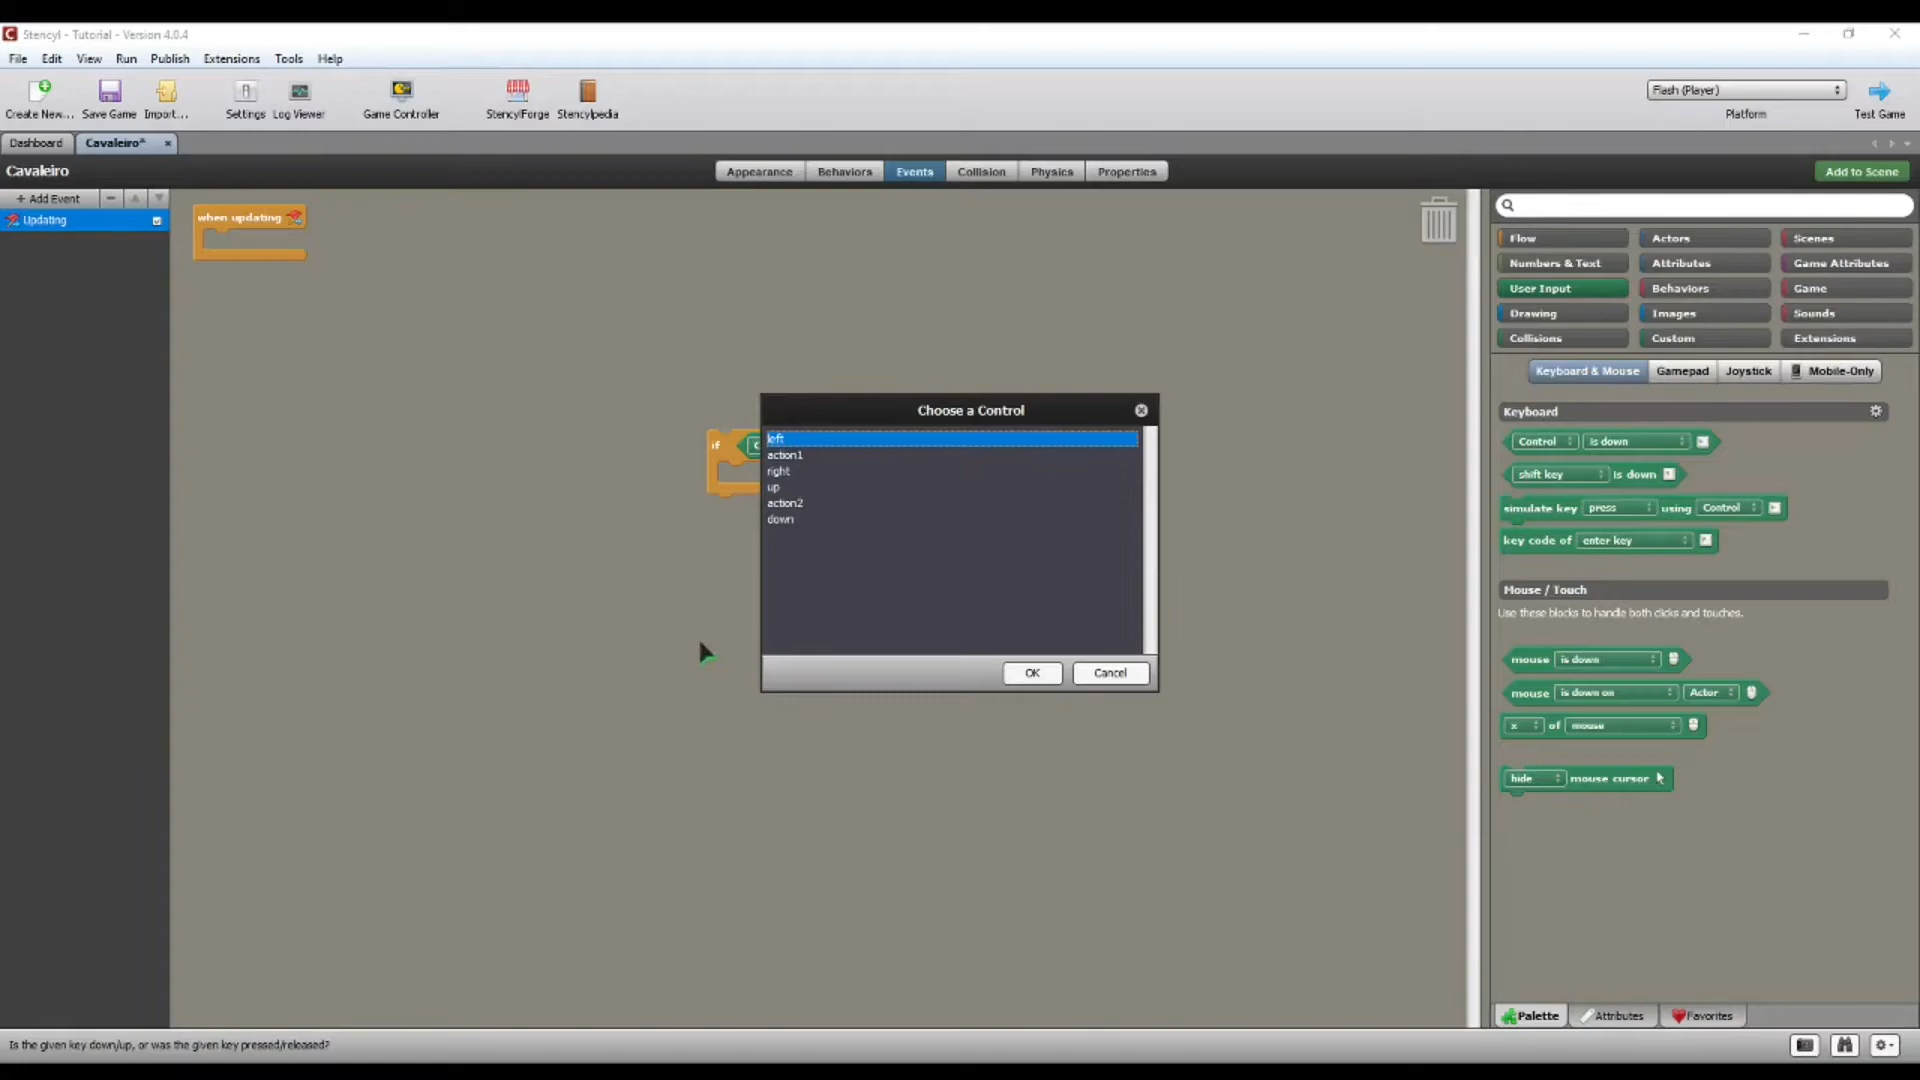 Stencyl - Tutorial - Version 4.0.4
File Edit View Run Publish Extensions Tools Help
Create New... Save Game Import... Settings Log Viewer Game Controller StencylForge Stencylpedia
Flash (Player)
Platform
Test Game
Dashboard Cavaleiro*
Cavaleiro
Appearance Behaviors Events Collision Physics Properties
Add to Scene
+ Add Event
Updating
when updating
if
Choose a Control
left
action1
right
up
action2
down
OK Cancel
Flow Actors Scenes
Numbers & Text Attributes Game Attributes
User Input Behaviors Game
Drawing Images Sounds
Collisions Custom Extensions
Keyboard & Mouse Gamepad Joystick Mobile-Only
Keyboard
Control is down
shift key is down
simulate key press using Control
key code of enter key
Mouse / Touch
Use these blocks to handle both clicks and touches.
mouse is down
mouse is down on Actor
x of mouse
hide mouse cursor
Palette Attributes Favorites
Is the given key down/up, or was the given key pressed/released?